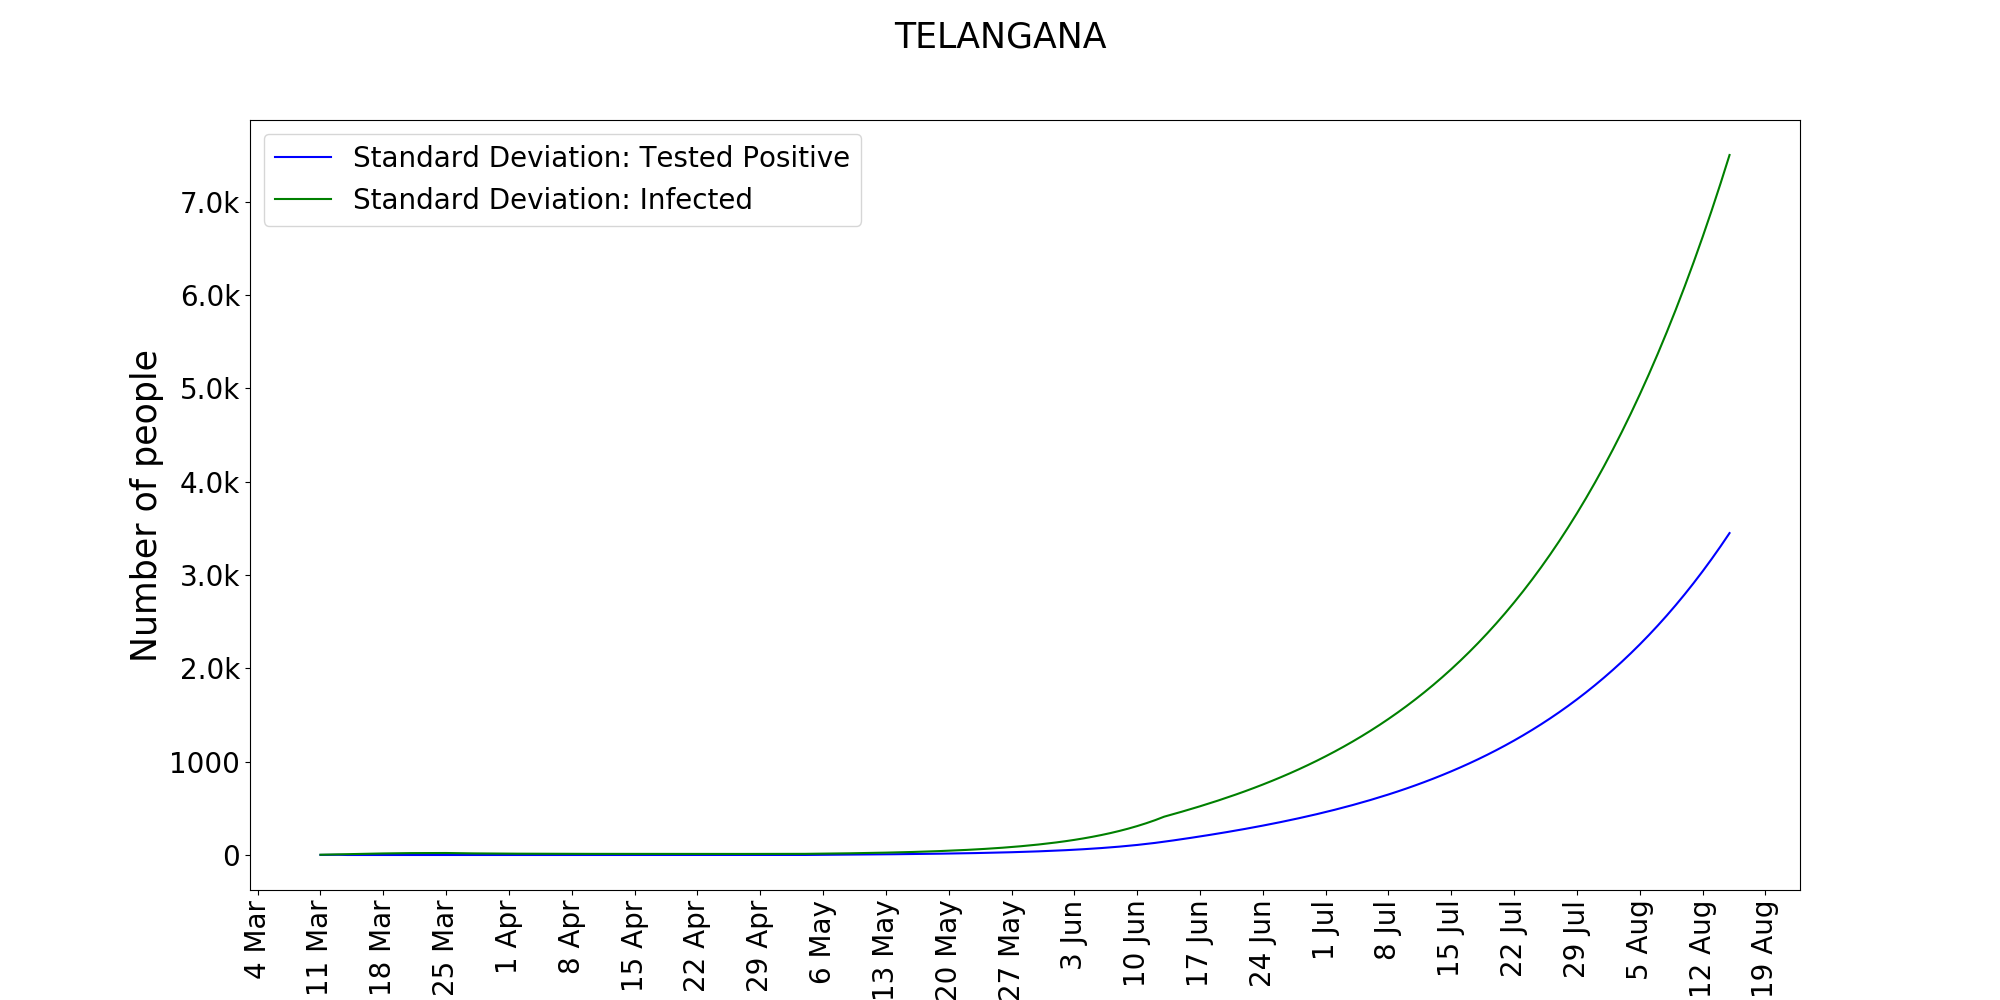 TELANGANA
Standard Deviation: Tested Positive
Standard Deviation: Infected
Number of people
7.0k
6.0k
5.0k
4.0k
3.0k
2.0k
1000
0
4 Mar
11 Mar
18 Mar
25 Mar
1 Apr
8 Apr
15 Apr
22 Apr
29 Apr
6 May
13 May
20 May
27 May
3 Jun
10 Jun
17 Jun
24 Jun
1 Jul
8 Jul
15 Jul
22 Jul
29 Jul
5 Aug
12 Aug
19 Aug